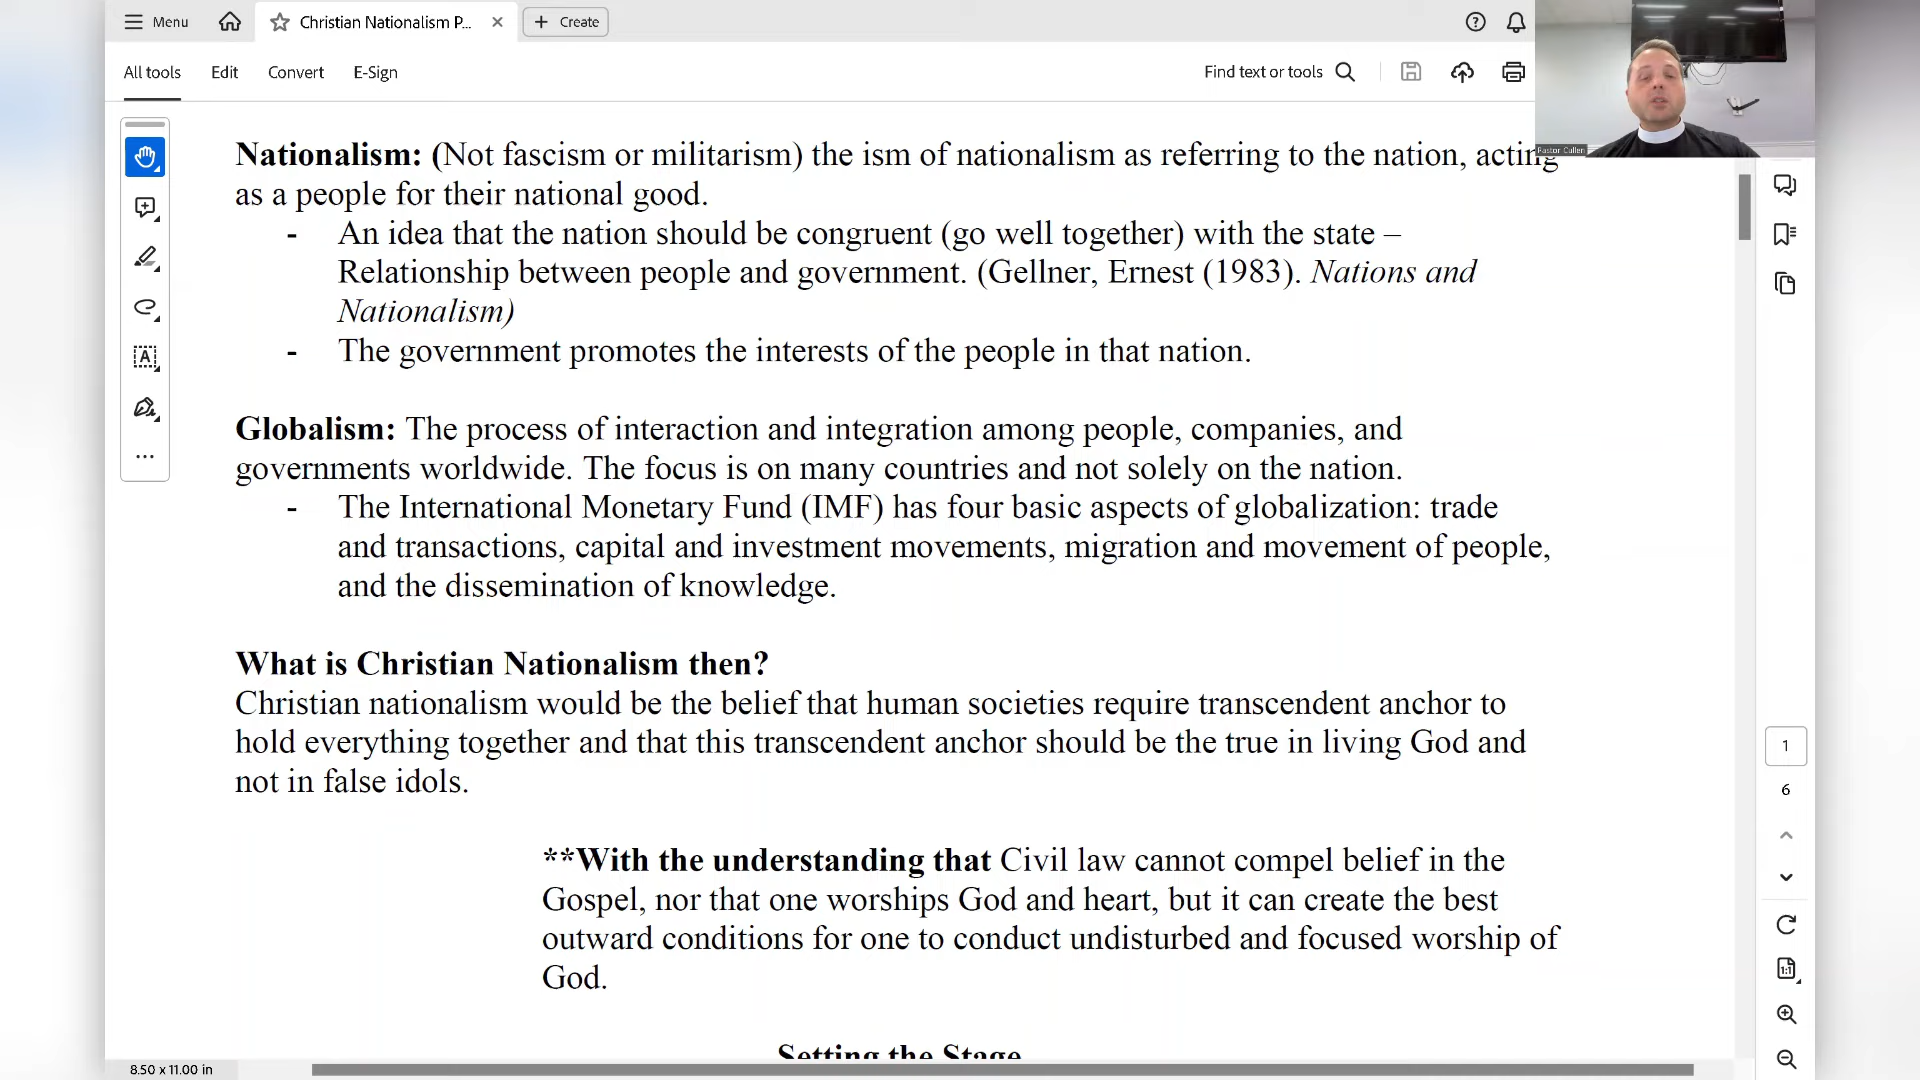 Menu
Christian Nationalism P...
Create
All tools
Edit
Convert
E-Sign
Find text or tools
Pastor Cullen
Nationalism: (Not fascism or militarism) the ism of nationalism as referring to the nation, acting
as a people for their national good.
- An idea that the nation should be congruent (go well together) with the state –
Relationship between people and government. (Gellner, Ernest (1983). Nations and
Nationalism)
- The government promotes the interests of the people in that nation.
Globalism: The process of interaction and integration among people, companies, and
governments worldwide. The focus is on many countries and not solely on the nation.
- The International Monetary Fund (IMF) has four basic aspects of globalization: trade
and transactions, capital and investment movements, migration and movement of people,
and the dissemination of knowledge.
What is Christian Nationalism then?
Christian nationalism would be the belief that human societies require transcendent anchor to
hold everything together and that this transcendent anchor should be the true in living God and
not in false idols.
**With the understanding that Civil law cannot compel belief in the
Gospel, nor that one worships God and heart, but it can create the best
outward conditions for one to conduct undisturbed and focused worship of
God.
Setting the Stage
1
6
8.50 x 11.00 in